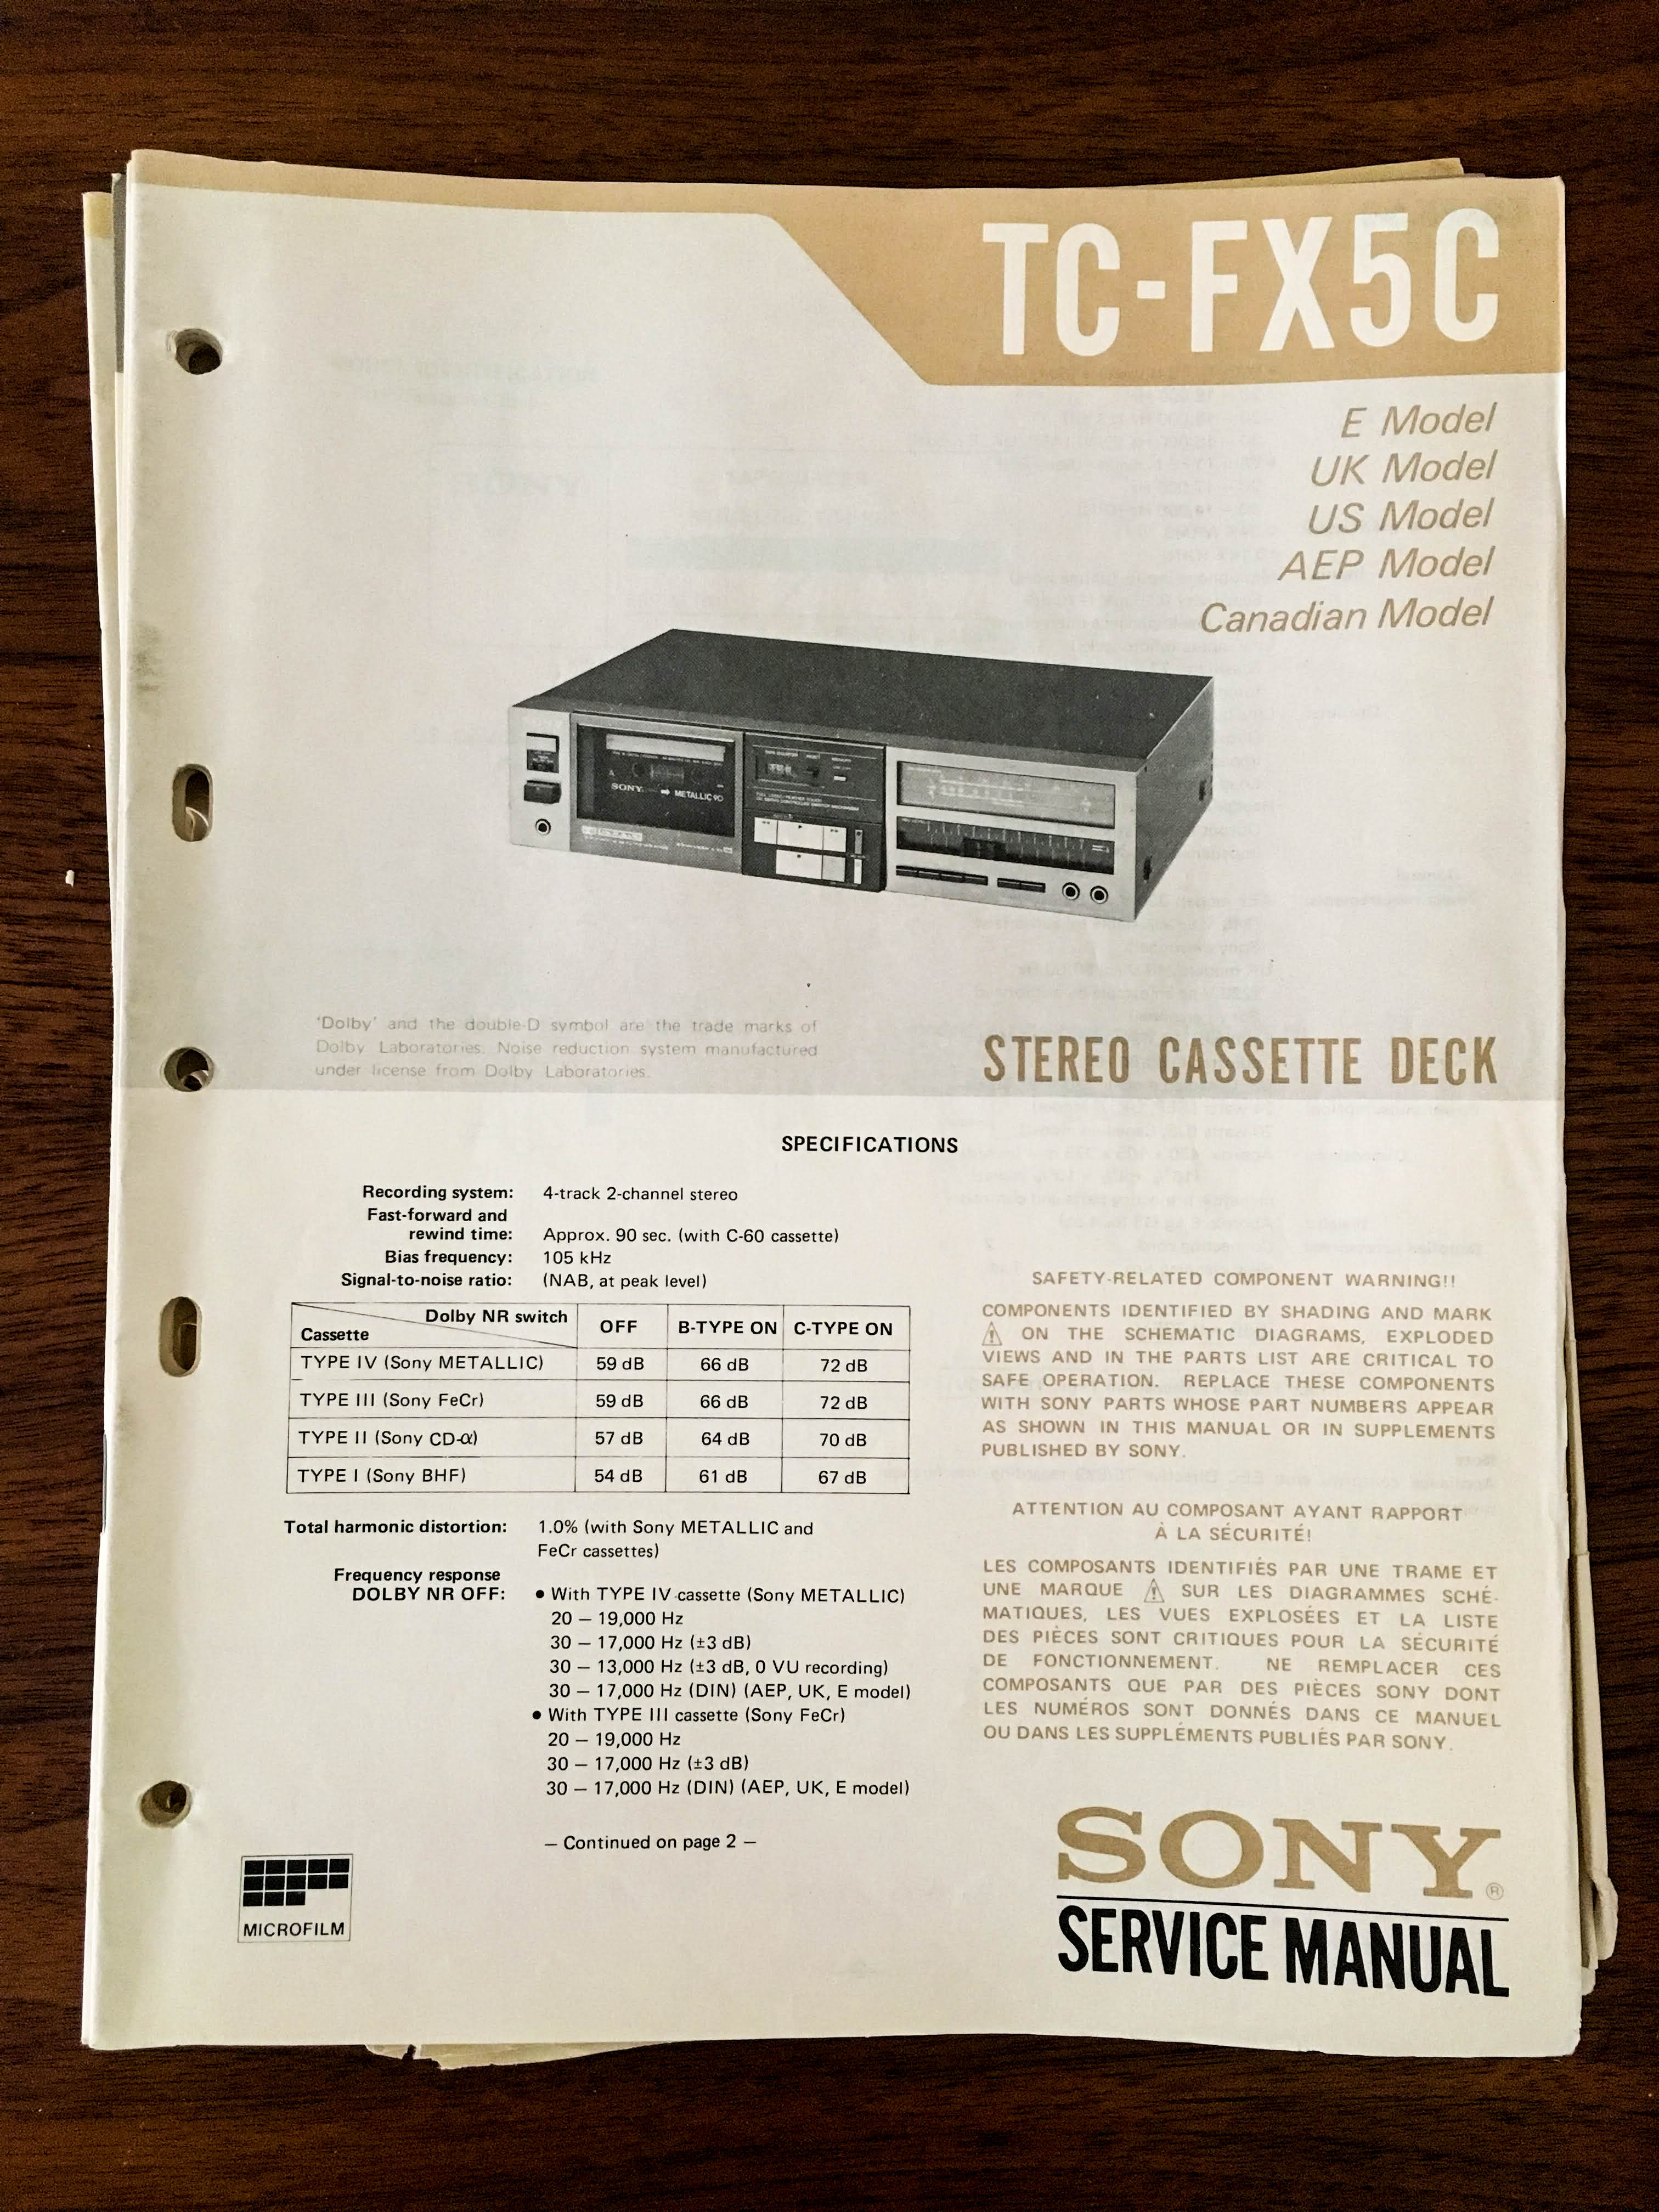 TC-FX5C
E Model
UK Model
US Model
AEP Model
Canadian Model
SONY
METALLIC 90
'Dolby' and the double-D symbol are the trade marks of
Dolby Laboratories. Noise reduction system manufactured
under license from Dolby Laboratories.
STEREO CASSETTE DECK
SPECIFICATIONS
Recording system: 4-track 2-channel stereo
Fast-forward and
rewind time: Approx. 90 sec. (with C-60 cassette)
Bias frequency: 105 kHz
Signal-to-noise ratio: (NAB, at peak level)
Dolby NR switch
Cassette
OFF B-TYPE ON C-TYPE ON
TYPE IV (Sony METALLIC) 59 dB 66 dB 72 dB
TYPE III (Sony FeCr) 59 dB 66 dB 72 dB
TYPE II (Sony CD-α) 57 dB 64 dB 70 dB
TYPE I (Sony BHF) 54 dB 61 dB 67 dB
Total harmonic distortion: 1.0% (with Sony METALLIC and
FeCr cassettes)
Frequency response
DOLBY NR OFF: ● With TYPE IV cassette (Sony METALLIC)
20 – 19,000 Hz
30 – 17,000 Hz (±3 dB)
30 – 13,000 Hz (±3 dB, 0 VU recording)
30 – 17,000 Hz (DIN) (AEP, UK, E model)
● With TYPE III cassette (Sony FeCr)
20 – 19,000 Hz
30 – 17,000 Hz (±3 dB)
30 – 17,000 Hz (DIN) (AEP, UK, E model)
– Continued on page 2 –
MICROFILM
SAFETY-RELATED COMPONENT WARNING!!
COMPONENTS IDENTIFIED BY SHADING AND MARK
⚠ ON THE SCHEMATIC DIAGRAMS, EXPLODED
VIEWS AND IN THE PARTS LIST ARE CRITICAL TO
SAFE OPERATION. REPLACE THESE COMPONENTS
WITH SONY PARTS WHOSE PART NUMBERS APPEAR
AS SHOWN IN THIS MANUAL OR IN SUPPLEMENTS
PUBLISHED BY SONY.
ATTENTION AU COMPOSANT AYANT RAPPORT
À LA SÉCURITÉ!
LES COMPOSANTS IDENTIFIÉS PAR UNE TRAME ET
UNE MARQUE ⚠ SUR LES DIAGRAMMES SCHÉ-
MATIQUES, LES VUES EXPLOSÉES ET LA LISTE
DES PIÈCES SONT CRITIQUES POUR LA SÉCURITÉ
DE FONCTIONNEMENT. NE REMPLACER CES
COMPOSANTS QUE PAR DES PIÈCES SONY DONT
LES NUMÉROS SONT DONNÉS DANS CE MANUEL
OU DANS LES SUPPLÉMENTS PUBLIÉS PAR SONY.
SONY®
SERVICE MANUAL